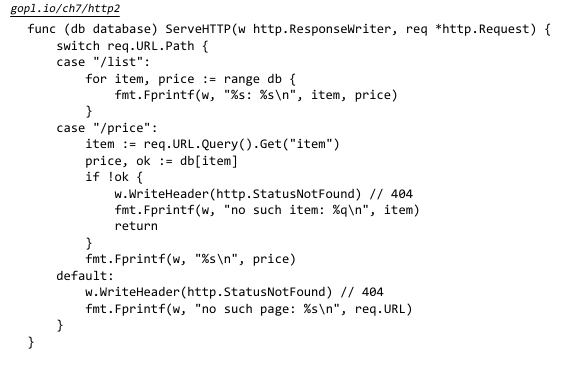 gopl.io/ch7/http2
func (db database) ServeHTTP(w http.ResponseWriter, req *http.Request) {
    switch req.URL.Path {
    case "/list":
        for item, price := range db {
            fmt.Fprintf(w, "%s: %s\n", item, price)
        }
    case "/price":
        item := req.URL.Query().Get("item")
        price, ok := db[item]
        if !ok {
            w.WriteHeader(http.StatusNotFound) // 404
            fmt.Fprintf(w, "no such item: %q\n", item)
            return
        }
        fmt.Fprintf(w, "%s\n", price)
    default:
        w.WriteHeader(http.StatusNotFound) // 404
        fmt.Fprintf(w, "no such page: %s\n", req.URL)
    }
}